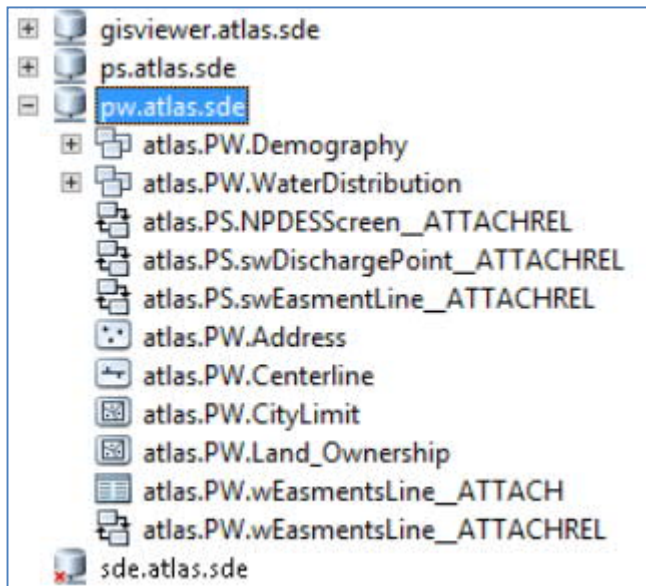 gisviewer.atlas.sde
ps.atlas.sde
pw.atlas.sde
atlas.PW.Demography
atlas.PW.WaterDistribution
atlas.PS.NPDESScreen__ATTACHREL
atlas.PS.swDischargePoint__ATTACHREL
atlas.PS.swEasmentLine__ATTACHREL
atlas.PW.Address
atlas.PW.Centerline
atlas.PW.CityLimit
atlas.PW.Land_Ownership
atlas.PW.wEasmentsLine__ATTACH
atlas.PW.wEasmentsLine__ATTACHREL
sde.atlas.sde